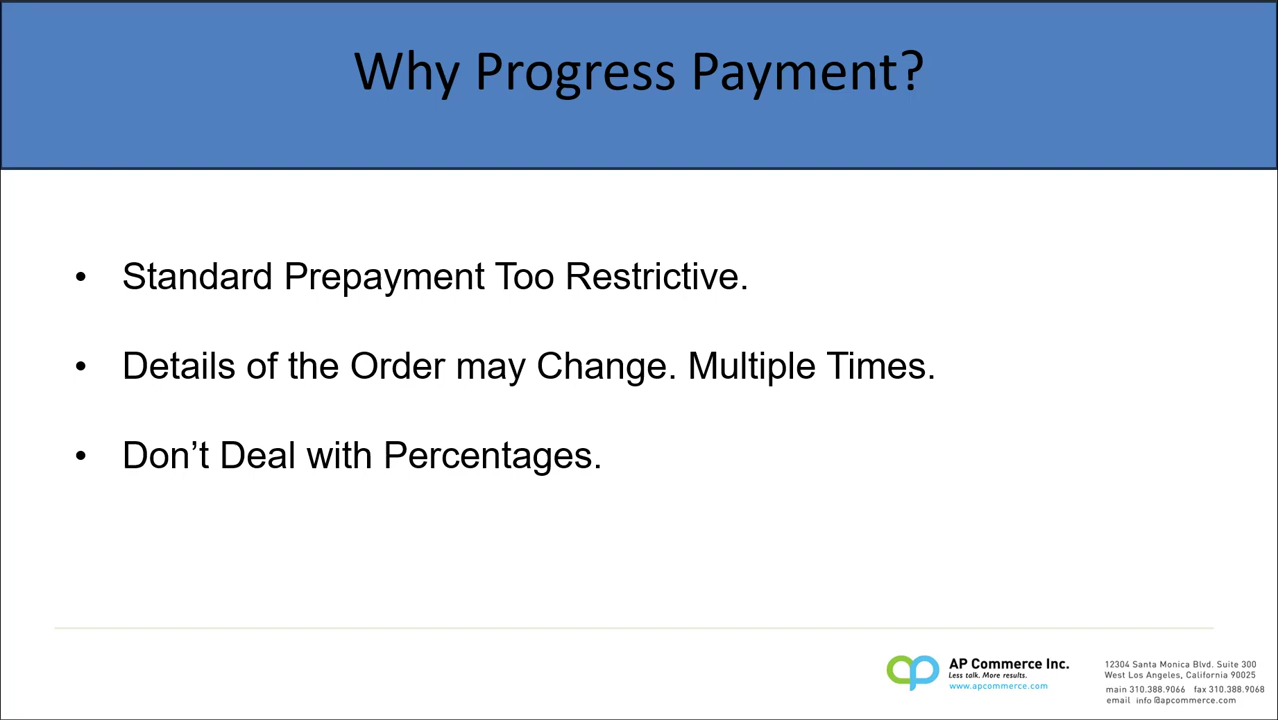 Why Progress Payment?
• Standard Prepayment Too Restrictive.
• Details of the Order may Change. Multiple Times.
• Don’t Deal with Percentages.
AP Commerce Inc.
Less talk. More results.
www.apcommerce.com
12304 Santa Monica Blvd. Suite 300
West Los Angeles, California 90025
main 310.388.9066 fax 310.388.9068
email info@apcommerce.com